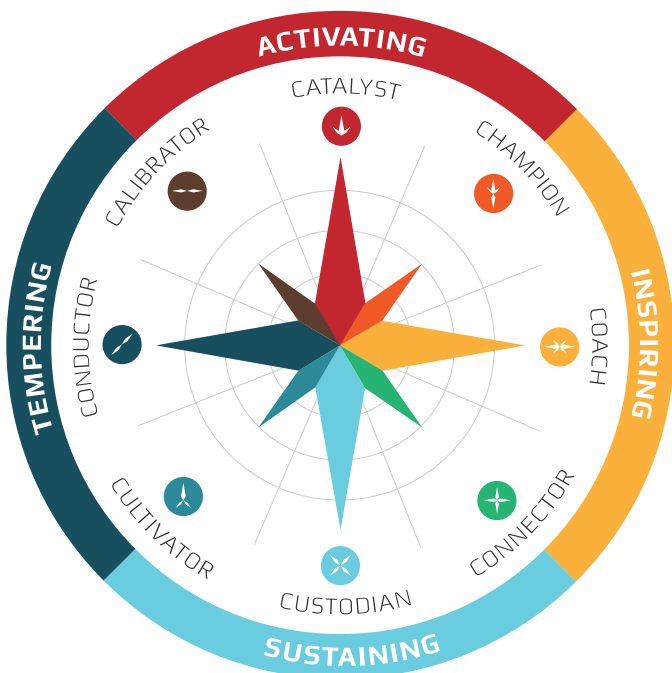 ACTIVATING
CATALYST
CALIBRATOR
CHAMPION
TEMPERING
CONDUCTOR
COACH
INSPIRING
CULTIVATOR
CONNECTOR
CUSTODIAN
SUSTAINING